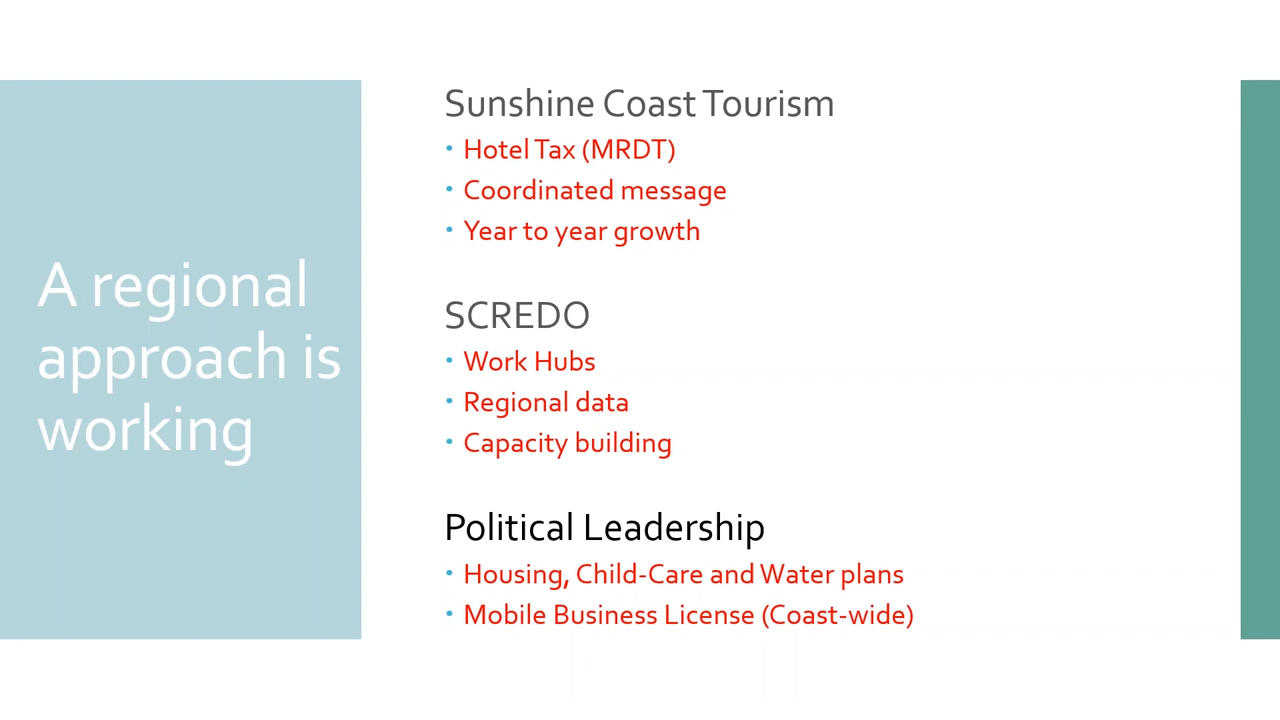 A regional
approach is
working
Sunshine Coast Tourism
• Hotel Tax (MRDT)
• Coordinated message
• Year to year growth
SCREDO
• Work Hubs
• Regional data
• Capacity building
Political Leadership
• Housing, Child-Care and Water plans
• Mobile Business License (Coast-wide)